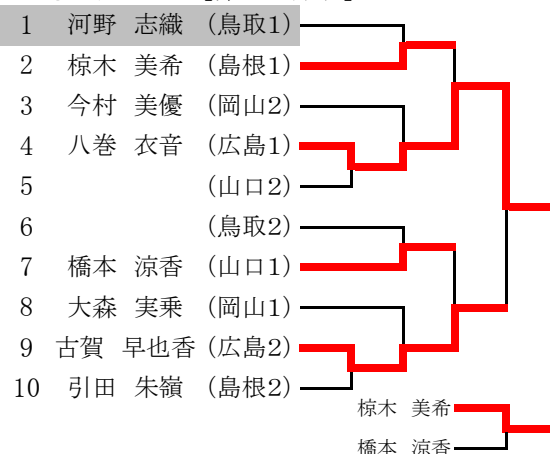 1 河野 志織 (鳥取1)
2 椋木 美希 (島根1)
3 今村 美優 (岡山2)
4 八巻 衣音 (広島1)
5 (山口2)
6 (鳥取2)
7 橋本 涼香 (山口1)
8 大森 実乗 (岡山1)
9 古賀 早也香 (広島2)
10 引田 朱嶺 (島根2)
椋木 美希
橋本 涼香